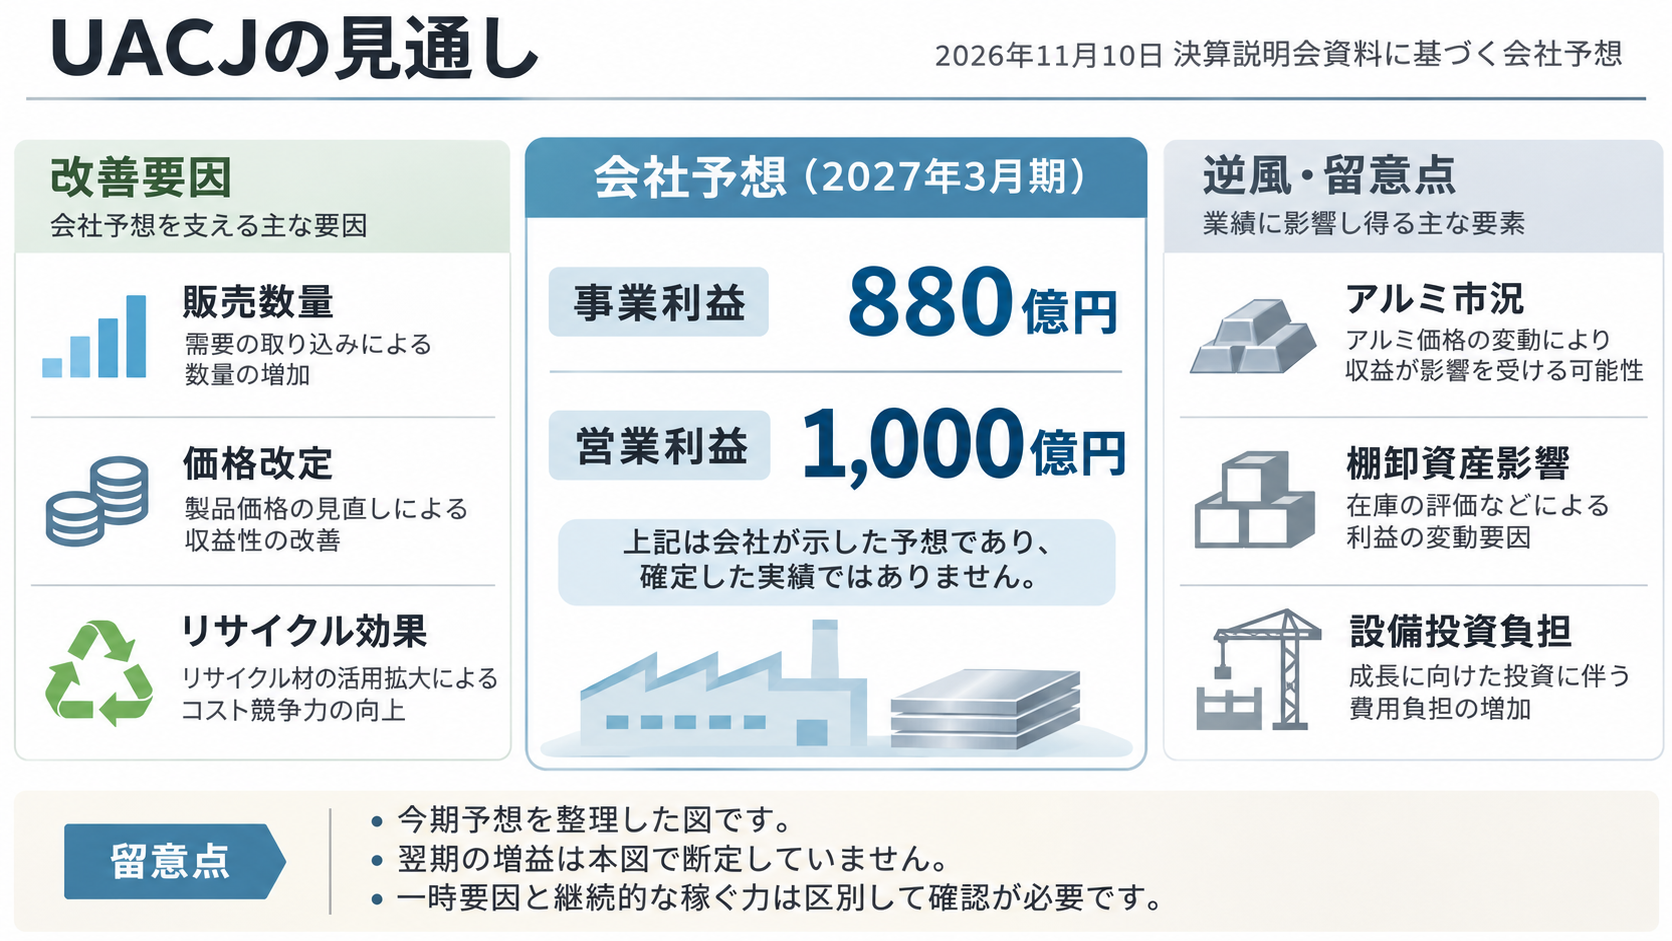 UACJの見通し
2026年11月10日 決算説明会資料に基づく会社予想
改善要因
会社予想を支える主な要因
販売数量
需要の取り込みによる
数量の増加
価格改定
製品価格の見直しによる
収益性の改善
リサイクル効果
リサイクル材の活用拡大による
コスト競争力の向上
会社予想（2027年3月期）
事業利益
880億円
営業利益
1,000億円
上記は会社が示した予想であり、
確定した実績ではありません。
逆風・留意点
業績に影響し得る主な要素
アルミ市況
アルミ価格の変動により
収益が影響を受ける可能性
棚卸資産影響
在庫の評価などによる
利益の変動要因
設備投資負担
成長に向けた投資に伴う
費用負担の増加
留意点
• 今期予想を整理した図です。
• 翌期の増益は本図で断定していません。
• 一時要因と継続的な稼ぐ力は区別して確認が必要です。